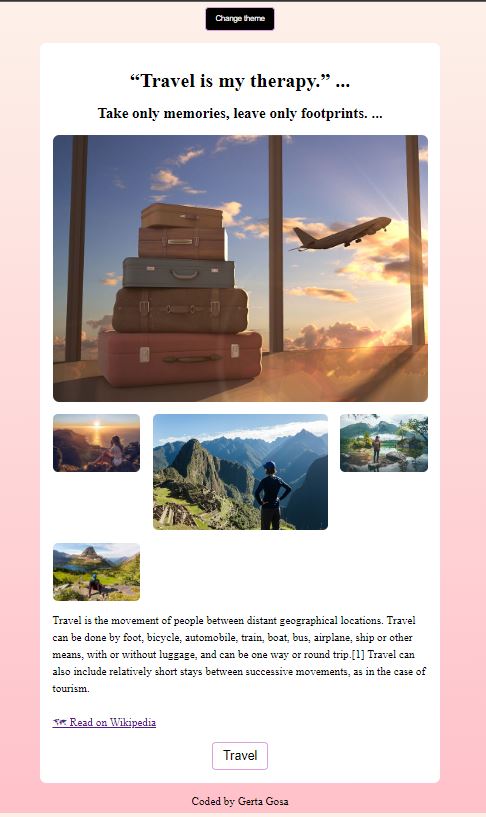 Change theme
“Travel is my therapy.” ...
Take only memories, leave only footprints. ...
Travel is the movement of people between distant geographical locations. Travel
can be done by foot, bicycle, automobile, train, boat, bus, airplane, ship or other
means, with or without luggage, and can be one way or round trip.[1] Travel can
also include relatively short stays between successive movements, as in the case of
tourism.
🗺 Read on Wikipedia
Travel
Coded by Gerta Gosa